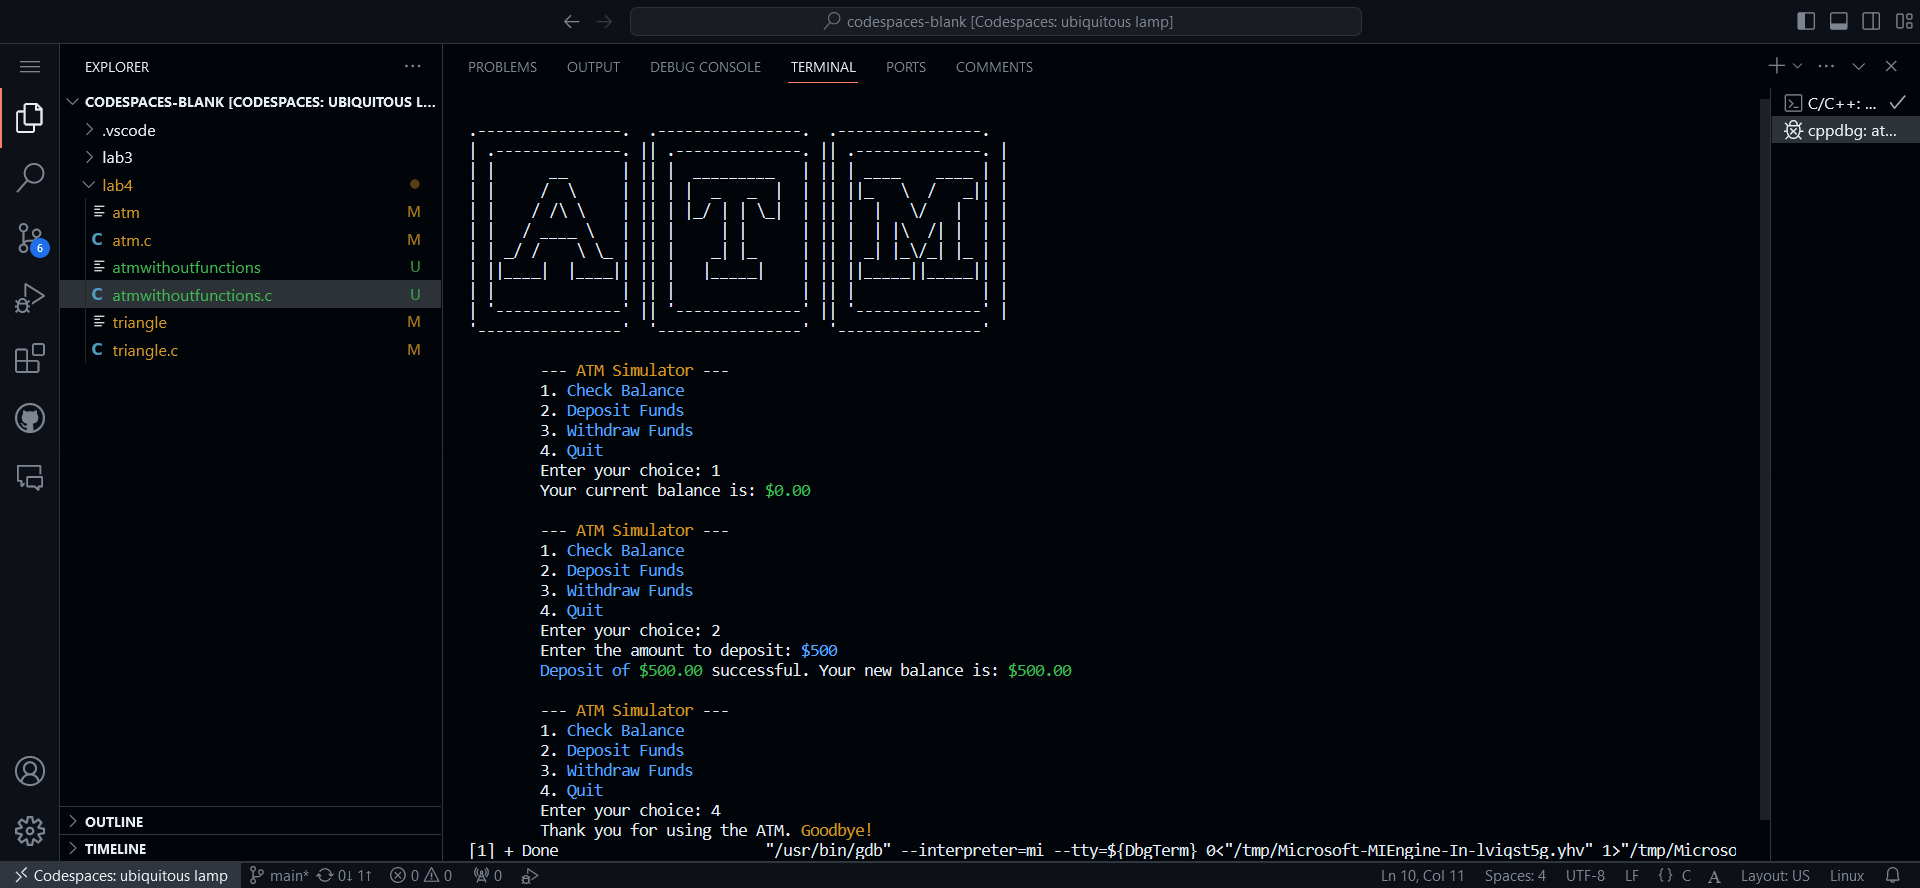 codespaces-blank [Codespaces: ubiquitous lamp]
EXPLORER
CODESPACES-BLANK [CODESPACES: UBIQUITOUS L...
.vscode
lab3
lab4
atm M
C atm.c M
atmwithoutfunctions U
C atmwithoutfunctions.c U
triangle M
C triangle.c M
6
OUTLINE
TIMELINE
PROBLEMS OUTPUT DEBUG CONSOLE TERMINAL PORTS COMMENTS
C/C++: ...
cppdbg: at...
ATM
--- ATM Simulator ---
1. Check Balance
2. Deposit Funds
3. Withdraw Funds
4. Quit
Enter your choice: 1
Your current balance is: $0.00
--- ATM Simulator ---
1. Check Balance
2. Deposit Funds
3. Withdraw Funds
4. Quit
Enter your choice: 2
Enter the amount to deposit: $500
Deposit of $500.00 successful. Your new balance is: $500.00
--- ATM Simulator ---
1. Check Balance
2. Deposit Funds
3. Withdraw Funds
4. Quit
Enter your choice: 4
Thank you for using the ATM. Goodbye!
[1] + Done "/usr/bin/gdb" --interpreter=mi --tty=${DbgTerm} 0<"/tmp/Microsoft-MIEngine-In-lviqst5g.yhv" 1>"/tmp/Microso
Codespaces: ubiquitous lamp main* 0↓ 1↑ 0 0 0 Ln 10, Col 11 Spaces: 4 UTF-8 LF {} C A Layout: US Linux